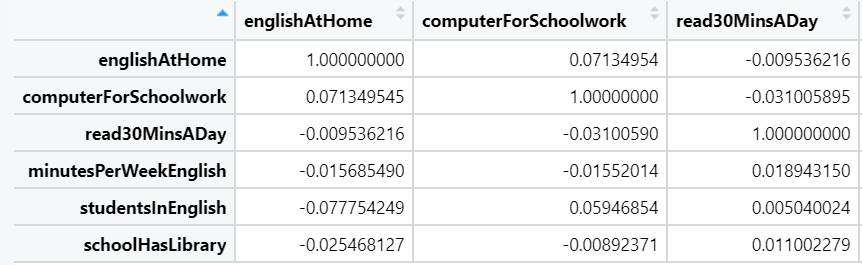 englishAtHome computerForSchoolwork read30MinsADay
englishAtHome 1.000000000 0.07134954 -0.009536216
computerForSchoolwork 0.071349545 1.00000000 -0.031005895
read30MinsADay -0.009536216 -0.03100590 1.000000000
minutesPerWeekEnglish -0.015685490 -0.01552014 0.018943150
studentsInEnglish -0.077754249 0.05946854 0.005040024
schoolHasLibrary -0.025468127 -0.00892371 0.011002279